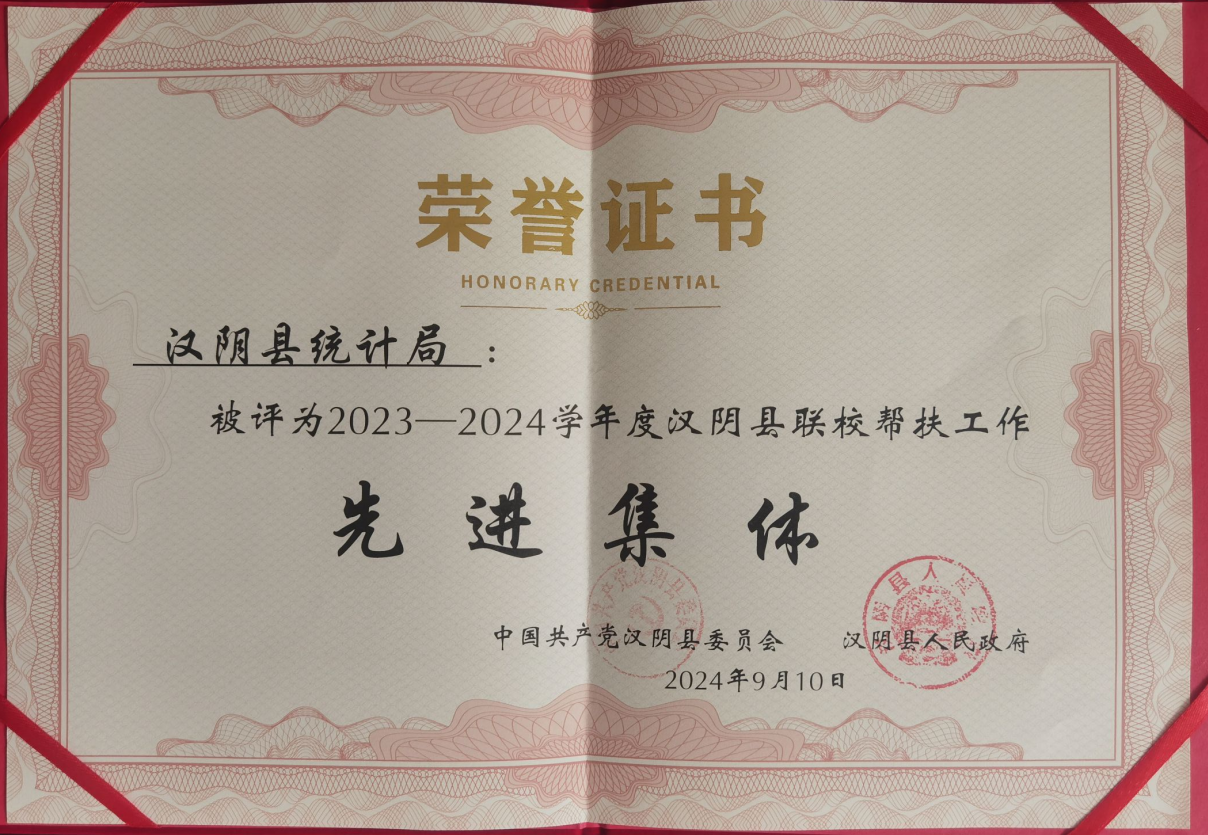 荣誉证书
HONORARY CREDENTIAL
汉阴县统计局：
被评为2023—2024学年度汉阴县联校帮扶工作
先进集体
中国共产党汉阴县委员会 汉阴县人民政府
2024年9月10日